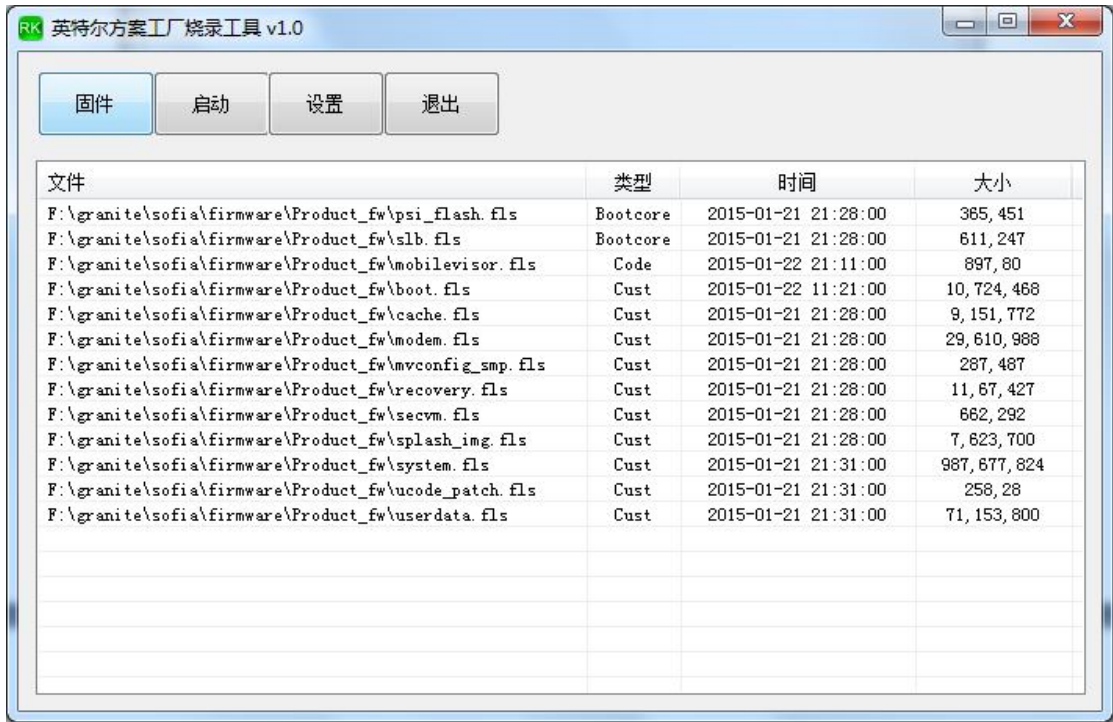 RK 英特尔方案工厂烧录工具 v1.0
固件 启动 设置 退出
文件 类型 时间 大小
F:\granite\sofia\firmware\Product_fw\psi_flash.fls Bootcore 2015-01-21 21:28:00 365,451
F:\granite\sofia\firmware\Product_fw\slb.fls Bootcore 2015-01-21 21:28:00 611,247
F:\granite\sofia\firmware\Product_fw\mobilevisor.fls Code 2015-01-22 21:11:00 897,80
F:\granite\sofia\firmware\Product_fw\boot.fls Cust 2015-01-22 11:21:00 10,724,468
F:\granite\sofia\firmware\Product_fw\cache.fls Cust 2015-01-21 21:28:00 9,151,772
F:\granite\sofia\firmware\Product_fw\modem.fls Cust 2015-01-21 21:28:00 29,610,988
F:\granite\sofia\firmware\Product_fw\mvconfig_smp.fls Cust 2015-01-21 21:28:00 287,487
F:\granite\sofia\firmware\Product_fw\recovery.fls Cust 2015-01-21 21:28:00 11,67,427
F:\granite\sofia\firmware\Product_fw\secvm.fls Cust 2015-01-21 21:28:00 662,292
F:\granite\sofia\firmware\Product_fw\splash_img.fls Cust 2015-01-21 21:28:00 7,623,700
F:\granite\sofia\firmware\Product_fw\system.fls Cust 2015-01-21 21:31:00 987,677,824
F:\granite\sofia\firmware\Product_fw\ucode_patch.fls Cust 2015-01-21 21:31:00 258,28
F:\granite\sofia\firmware\Product_fw\userdata.fls Cust 2015-01-21 21:31:00 71,153,800